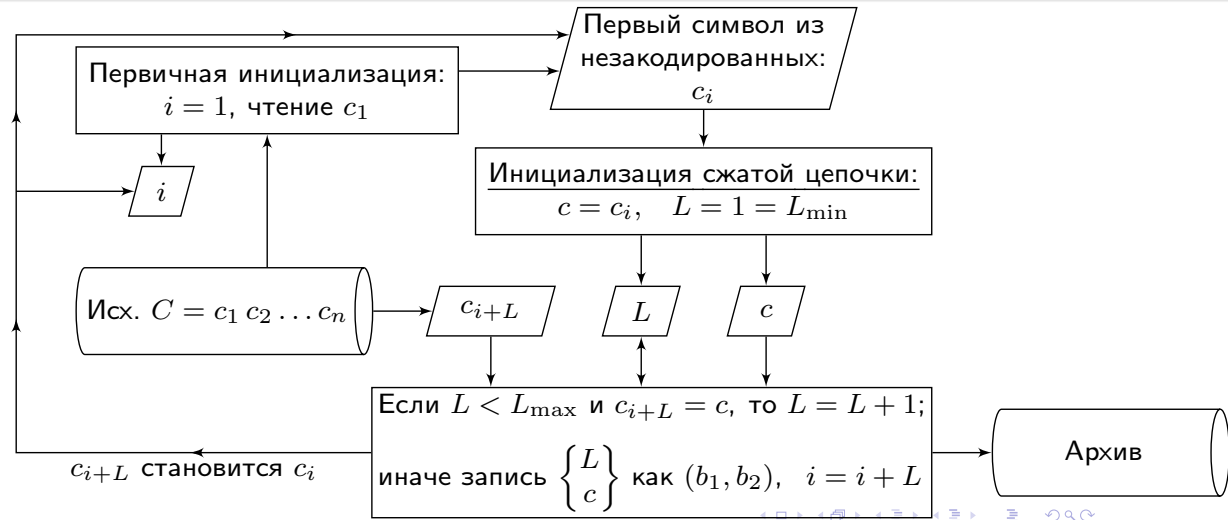 Первый символ из
незакодированных:
c_i
Первичная инициализация:
i = 1, чтение c_1
i
Инициализация сжатой цепочки:
c = c_i, L = 1 = L_min
Исх. C = c_1 c_2 … c_n
c_{i+L}
L
c
Если L < L_max и c_{i+L} = c, то L = L + 1;
иначе запись {L c} как (b_1, b_2), i = i + L
c_{i+L} становится c_i
Архив